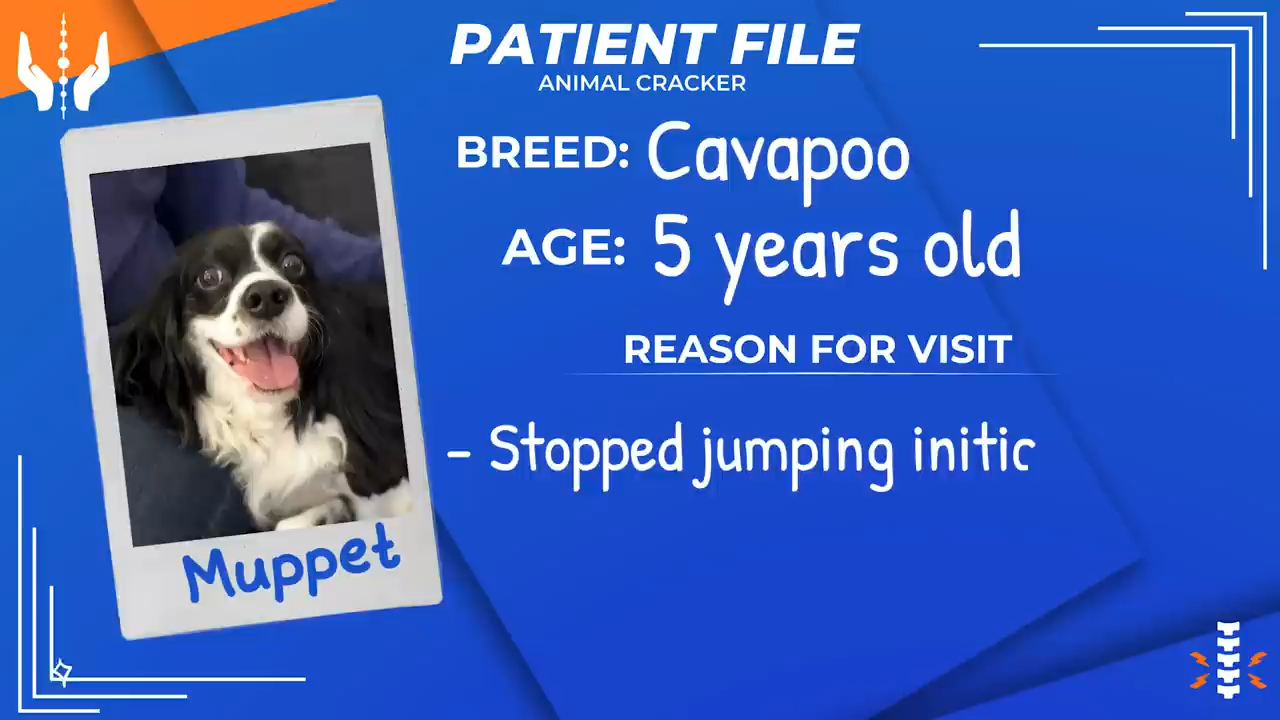 PATIENT FILE
ANIMAL CRACKER
BREED: Cavapoo
AGE: 5 years old
REASON FOR VISIT
- Stopped jumping initic
Muppet